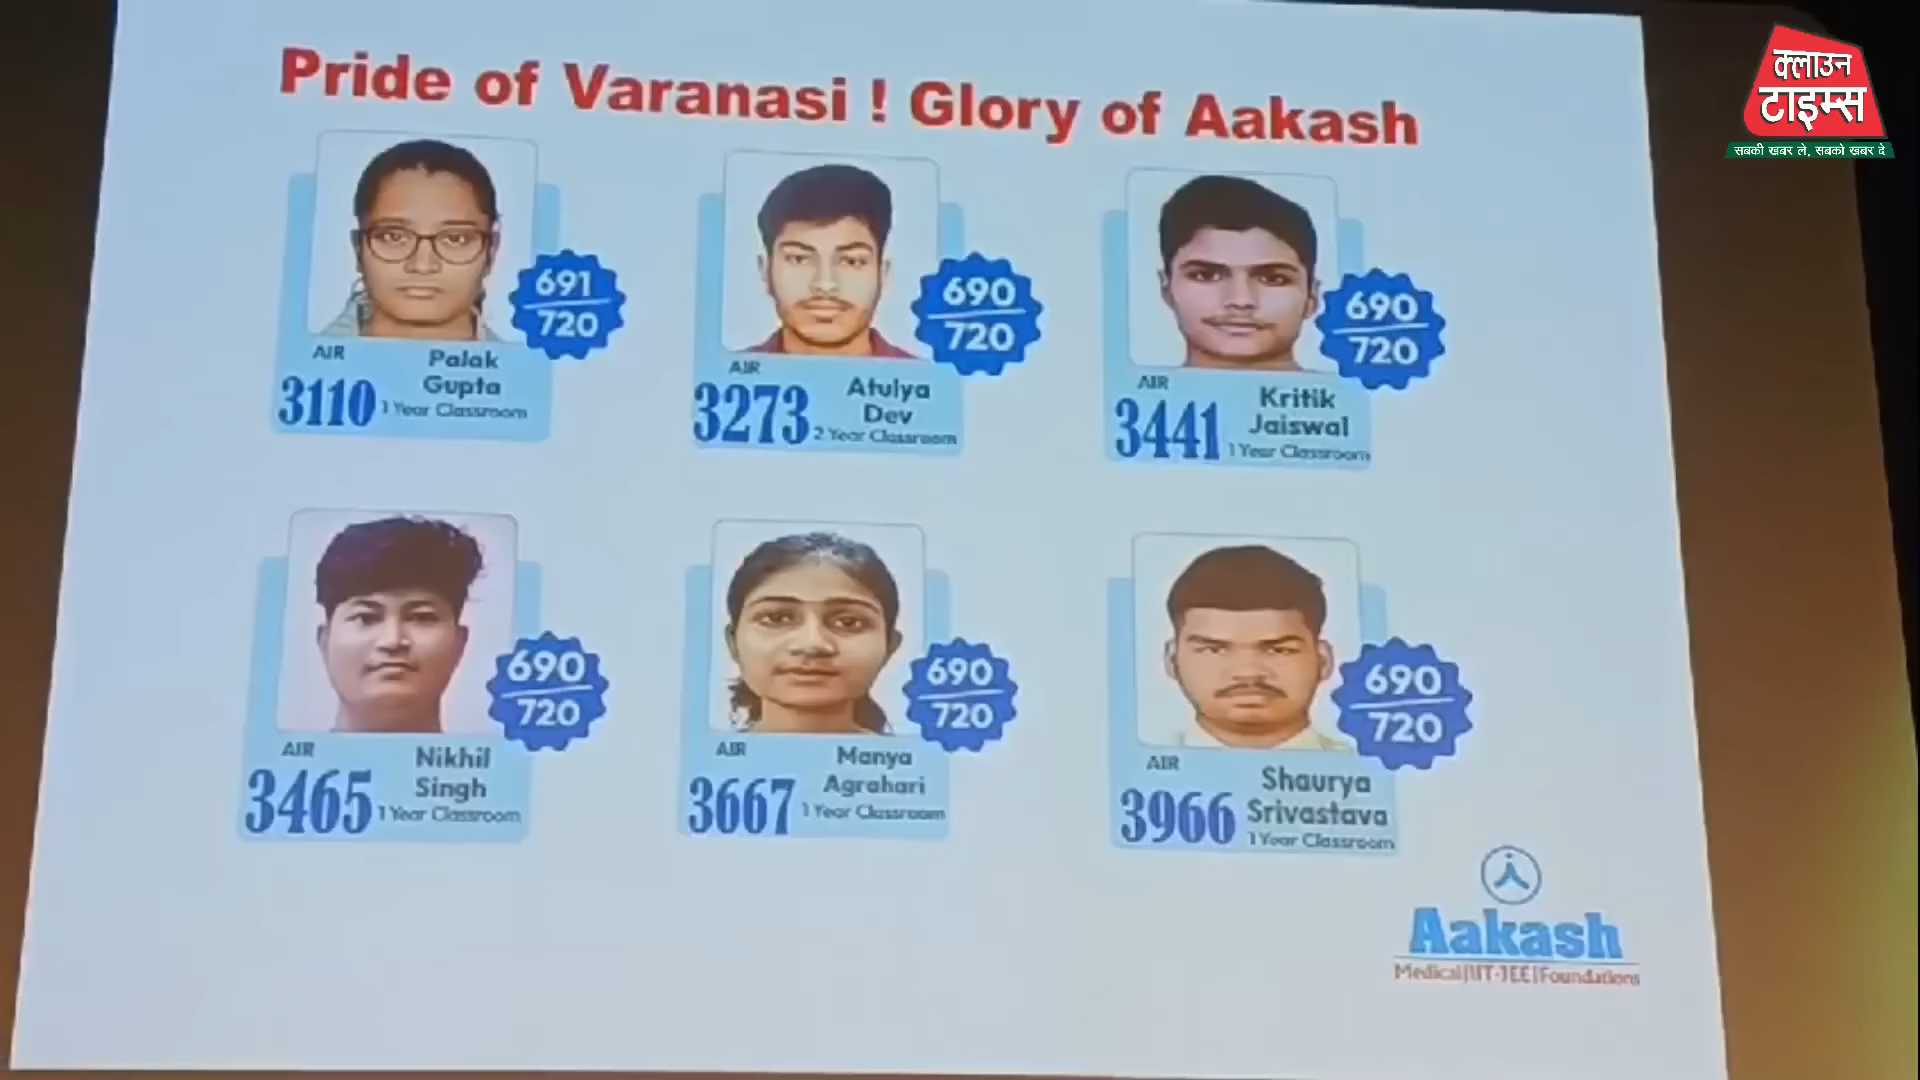 Pride of Varanasi ! Glory of Aakash
क्लाउन
टाइम्स
सबकी खबर ले, सबको खबर दे
691
720
AIR
3110
Palak
Gupta
1 Year Classroom
690
720
AIR
3273
Atulya
Dev
2 Year Classroom
690
720
AIR
3441
Kritik
Jaiswal
1 Year Classroom
690
720
AIR
3465
Nikhil
Singh
1 Year Classroom
690
720
AIR
3667
Manya
Agrahari
1 Year Classroom
690
720
AIR
3966
Shaurya
Srivastava
1 Year Classroom
Aakash
Medical|IIT-JEE|Foundations